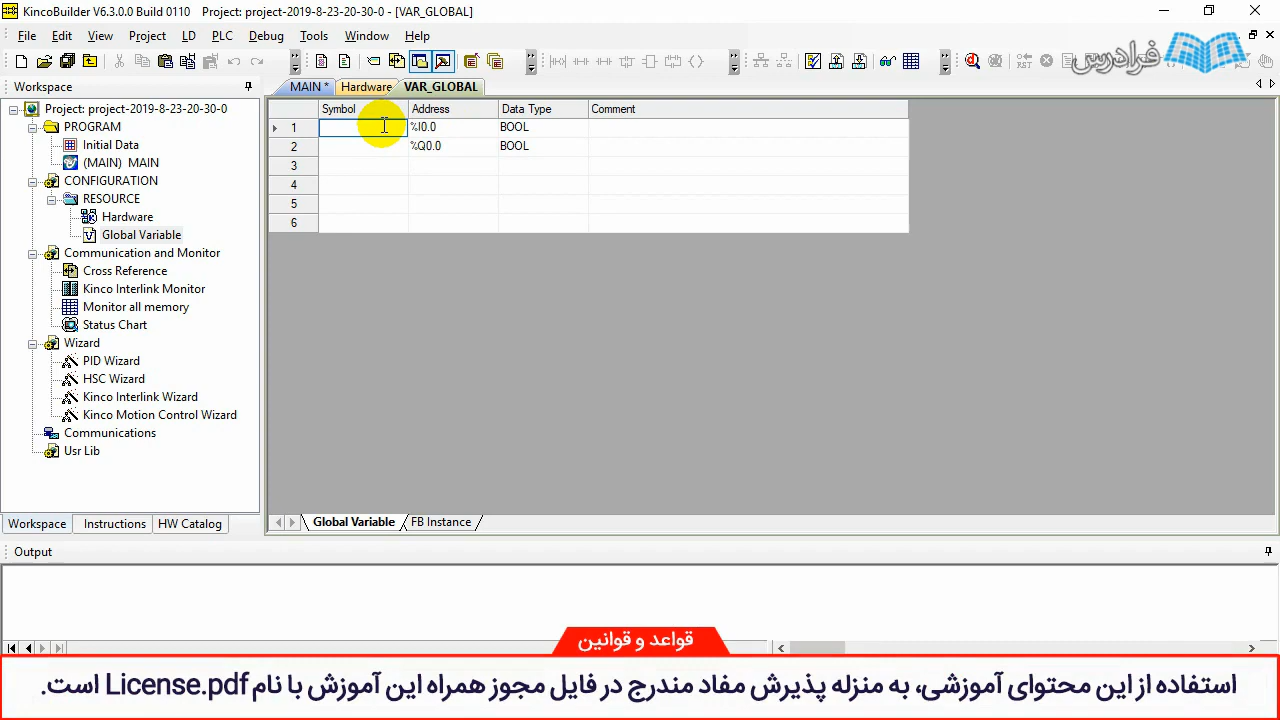 KincoBuilder V6.3.0.0 Build 0110 Project: project-2019-8-23-20-30-0 - [VAR_GLOBAL]
File Edit View Project LD PLC Debug Tools Window Help
فرادرس
Workspace
MAIN * Hardware VAR_GLOBAL
Project: project-2019-8-23-20-30-0
PROGRAM
Initial Data
(MAIN) MAIN
CONFIGURATION
RESOURCE
Hardware
Global Variable
Communication and Monitor
Cross Reference
Kinco Interlink Monitor
Monitor all memory
Status Chart
Wizard
PID Wizard
HSC Wizard
Kinco Interlink Wizard
Kinco Motion Control Wizard
Communications
Usr Lib
Workspace Instructions HW Catalog
Symbol Address Data Type Comment
1 %I0.0 BOOL
2 %Q0.0 BOOL
3
4
5
6
Global Variable FB Instance
Output
قواعد و قوانین
استفاده از این محتوای آموزشی، به منزله پذیرش مفاد مندرج در فایل مجوز همراه این آموزش با نام License.pdf است.